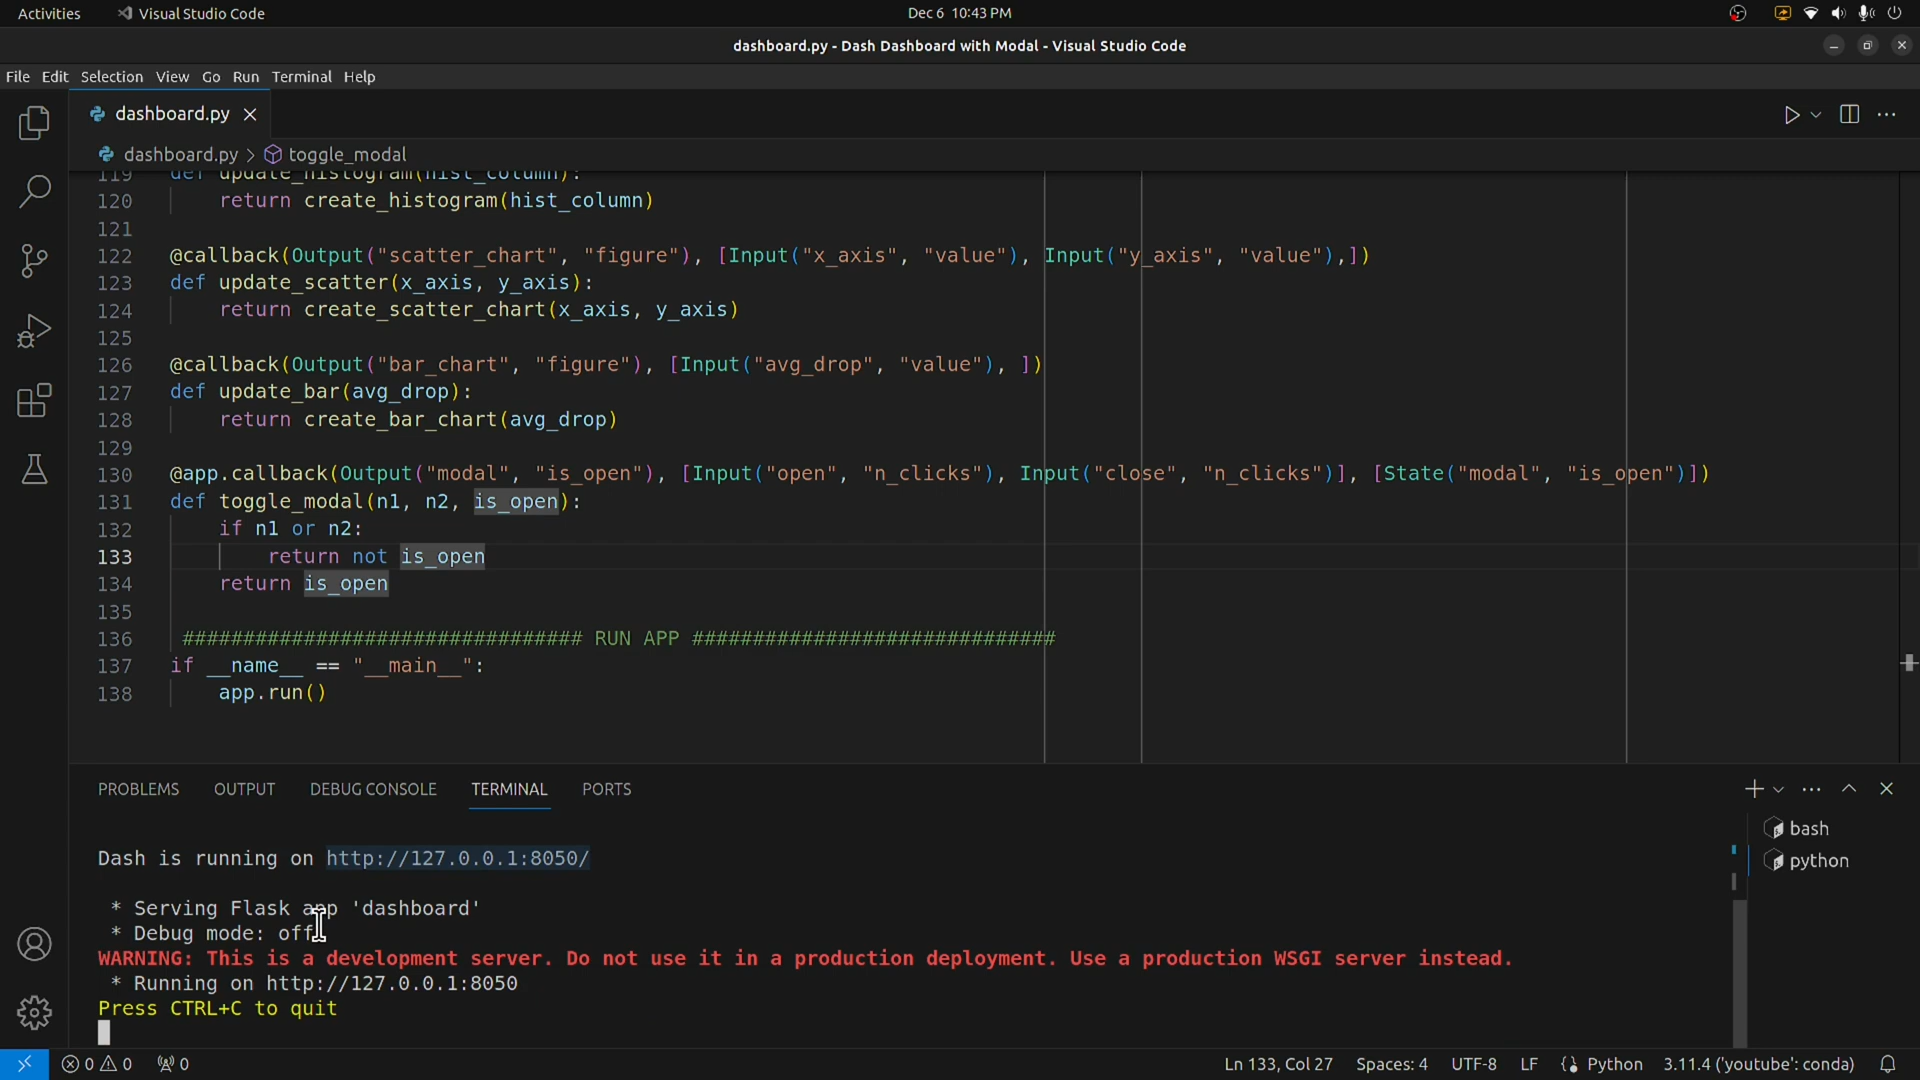 Activities Visual Studio Code Dec 6 10:43 PM
dashboard.py - Dash Dashboard with Modal - Visual Studio Code
File Edit Selection View Go Run Terminal Help
dashboard.py
dashboard.py > toggle_modal
119 def update_histogram(hist_column):
120 return create_histogram(hist_column)
121
122 @callback(Output("scatter_chart", "figure"), [Input("x_axis", "value"), Input("y_axis", "value"),])
123 def update_scatter(x_axis, y_axis):
124 return create_scatter_chart(x_axis, y_axis)
125
126 @callback(Output("bar_chart", "figure"), [Input("avg_drop", "value"), ])
127 def update_bar(avg_drop):
128 return create_bar_chart(avg_drop)
129
130 @app.callback(Output("modal", "is_open"), [Input("open", "n_clicks"), Input("close", "n_clicks")], [State("modal", "is_open")])
131 def toggle_modal(n1, n2, is_open):
132 if n1 or n2:
133 return not is_open
134 return is_open
135
136 ################################# RUN APP ##############################
137 if __name__ == "__main__":
138 app.run()
PROBLEMS OUTPUT DEBUG CONSOLE TERMINAL PORTS
bash
python
Dash is running on http://127.0.0.1:8050/
* Serving Flask app 'dashboard'
* Debug mode: off
WARNING: This is a development server. Do not use it in a production deployment. Use a production WSGI server instead.
* Running on http://127.0.0.1:8050
Press CTRL+C to quit
0 0 0 Ln 133, Col 27 Spaces: 4 UTF-8 LF Python 3.11.4 ('youtube': conda)